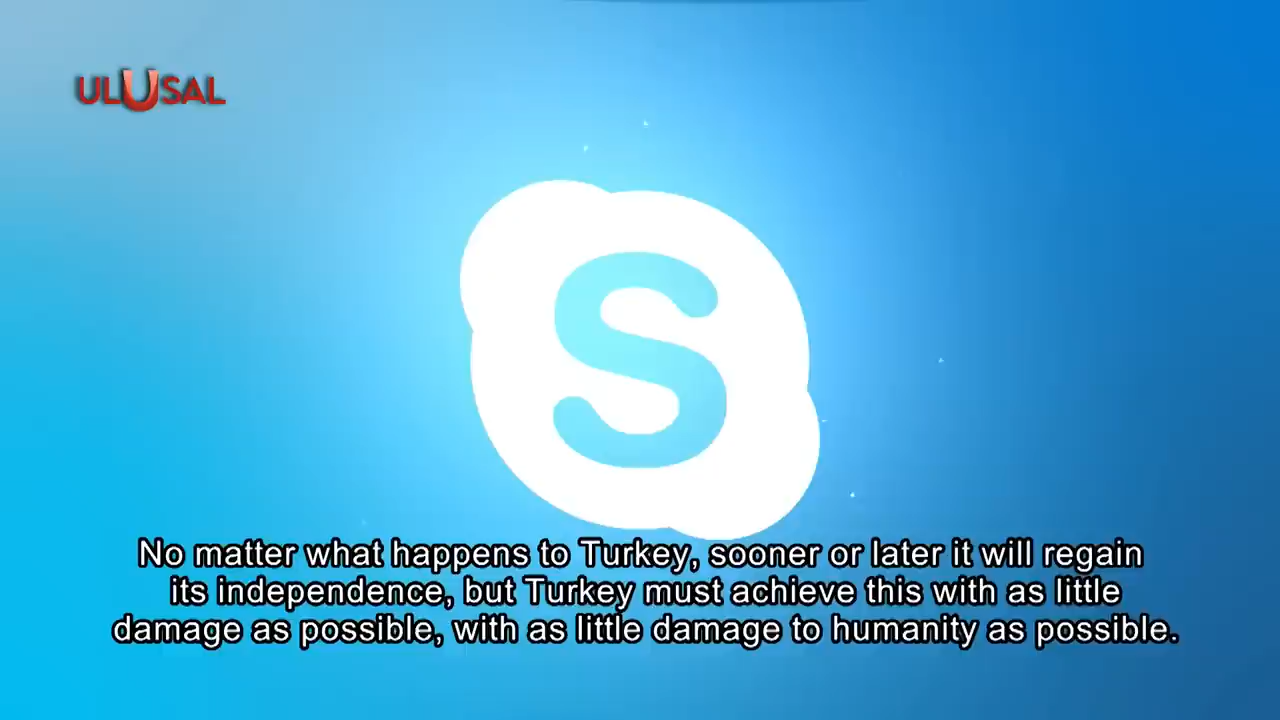 ULUSAL
S
No matter what happens to Turkey, sooner or later it will regain
its independence, but Turkey must achieve this with as little
damage as possible, with as little damage to humanity as possible.